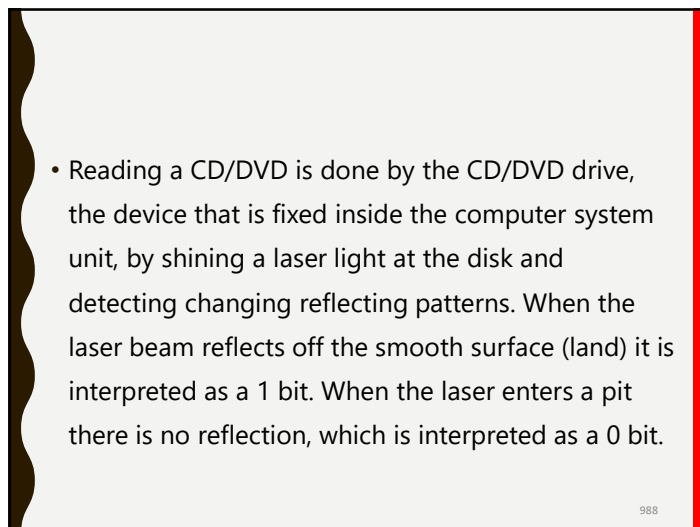 • Reading a CD/DVD is done by the CD/DVD drive,
the device that is fixed inside the computer system
unit, by shining a laser light at the disk and
detecting changing reflecting patterns. When the
laser beam reflects off the smooth surface (land) it is
interpreted as a 1 bit. When the laser enters a pit
there is no reflection, which is interpreted as a 0 bit.
988